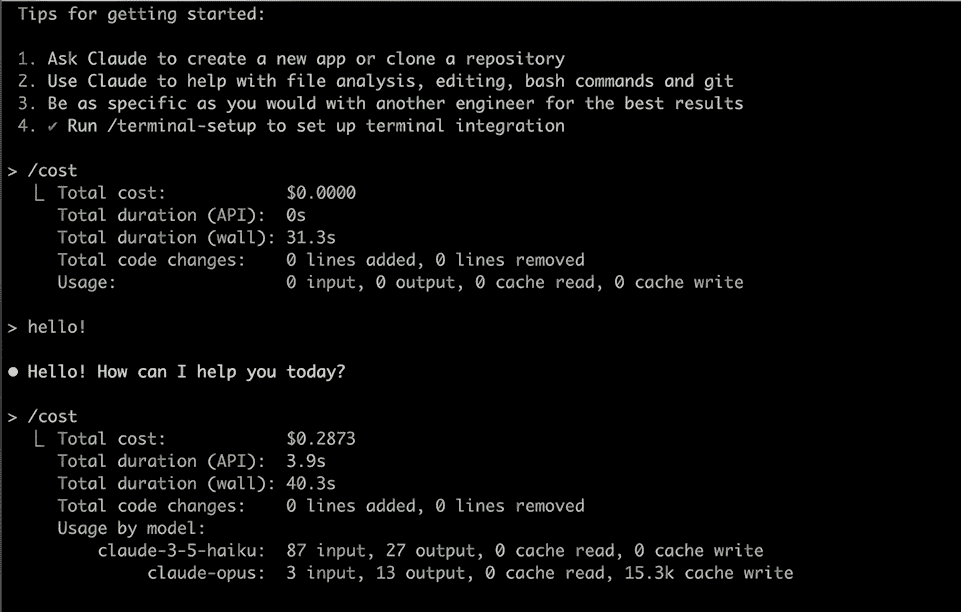 Tips for getting started:
1. Ask Claude to create a new app or clone a repository
2. Use Claude to help with file analysis, editing, bash commands and git
3. Be as specific as you would with another engineer for the best results
4. ✔ Run /terminal-setup to set up terminal integration
> /cost
⎿ Total cost: $0.0000
Total duration (API): 0s
Total duration (wall): 31.3s
Total code changes: 0 lines added, 0 lines removed
Usage: 0 input, 0 output, 0 cache read, 0 cache write
> hello!
● Hello! How can I help you today?
> /cost
⎿ Total cost: $0.2873
Total duration (API): 3.9s
Total duration (wall): 40.3s
Total code changes: 0 lines added, 0 lines removed
Usage by model:
claude-3-5-haiku: 87 input, 27 output, 0 cache read, 0 cache write
claude-opus: 3 input, 13 output, 0 cache read, 15.3k cache write